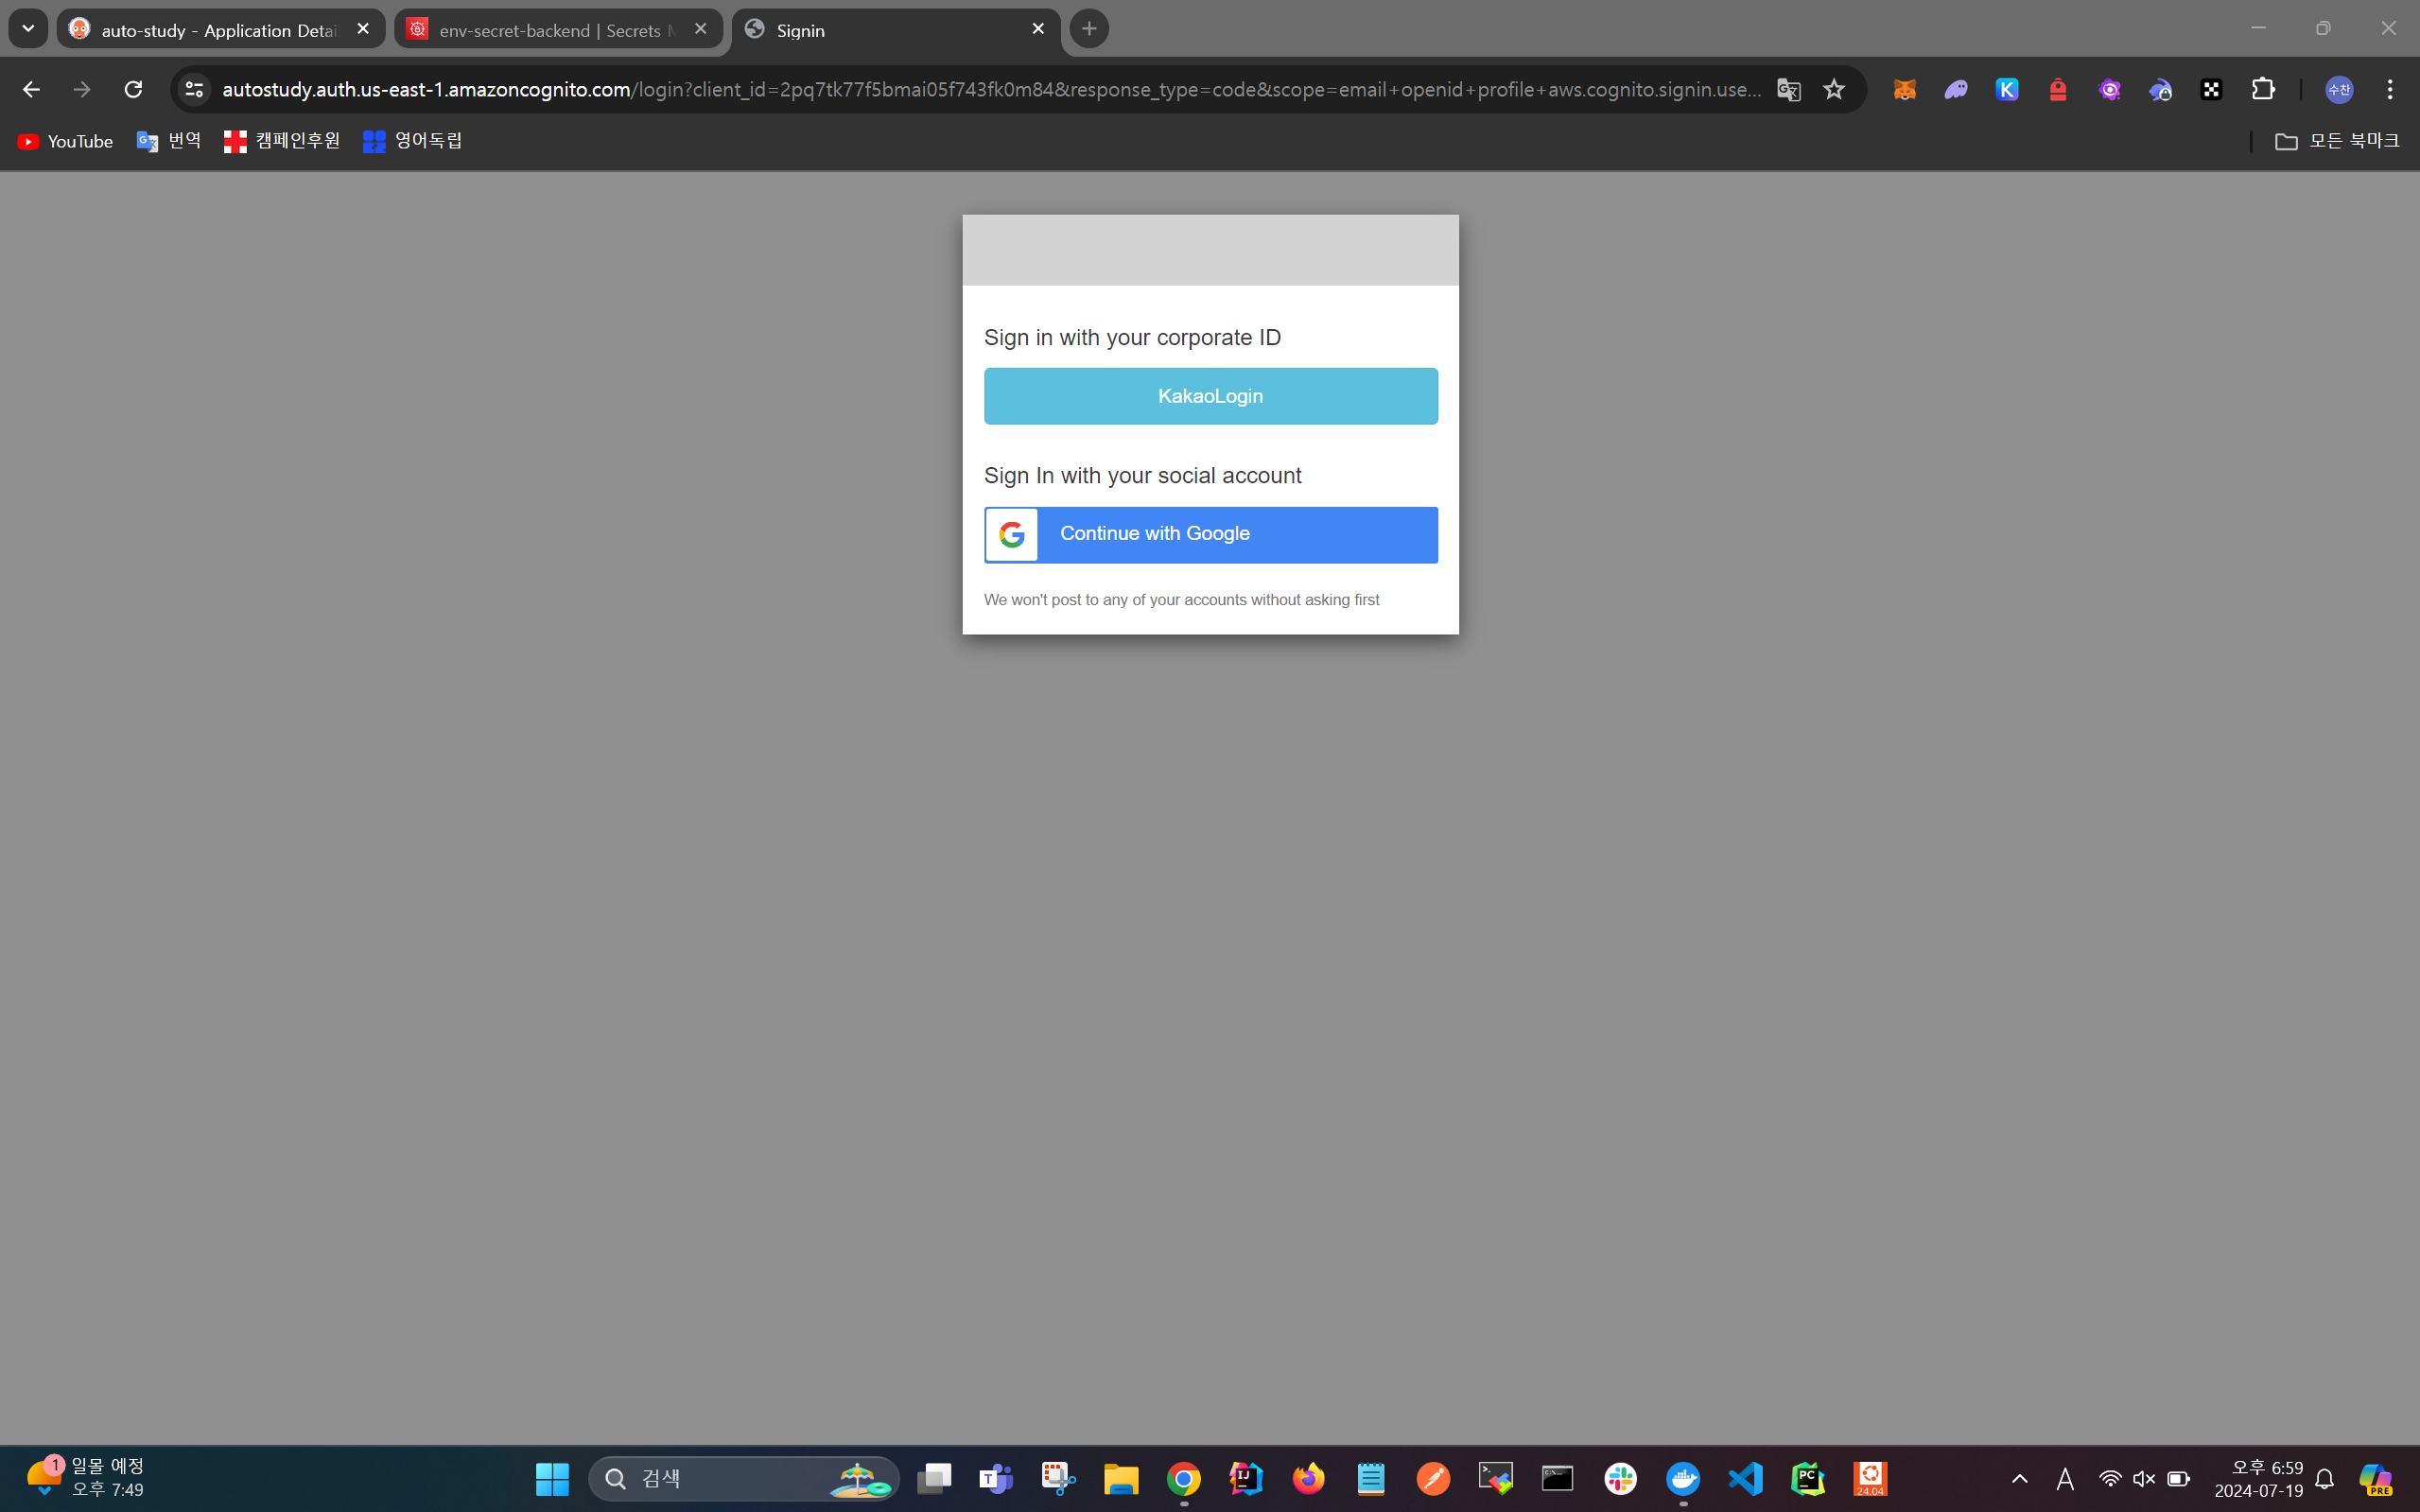 auto-study - Application Detail
env-secret-backend | Secrets M
Signin
autostudy.auth.us-east-1.amazoncognito.com/login?client_id=2pq7tk77f5bmai05f743fk0m84&response_type=code&scope=email+openid+profile+aws.cognito.signin.use...
수찬
YouTube
번역
캠페인후원
영어독립
모든 북마크
Sign in with your corporate ID
KakaoLogin
Sign In with your social account
Continue with Google
We won't post to any of your accounts without asking first
1
일몰 예정
오후 7:49
검색
24.04
A
오후 6:59
2024-07-19
PRE